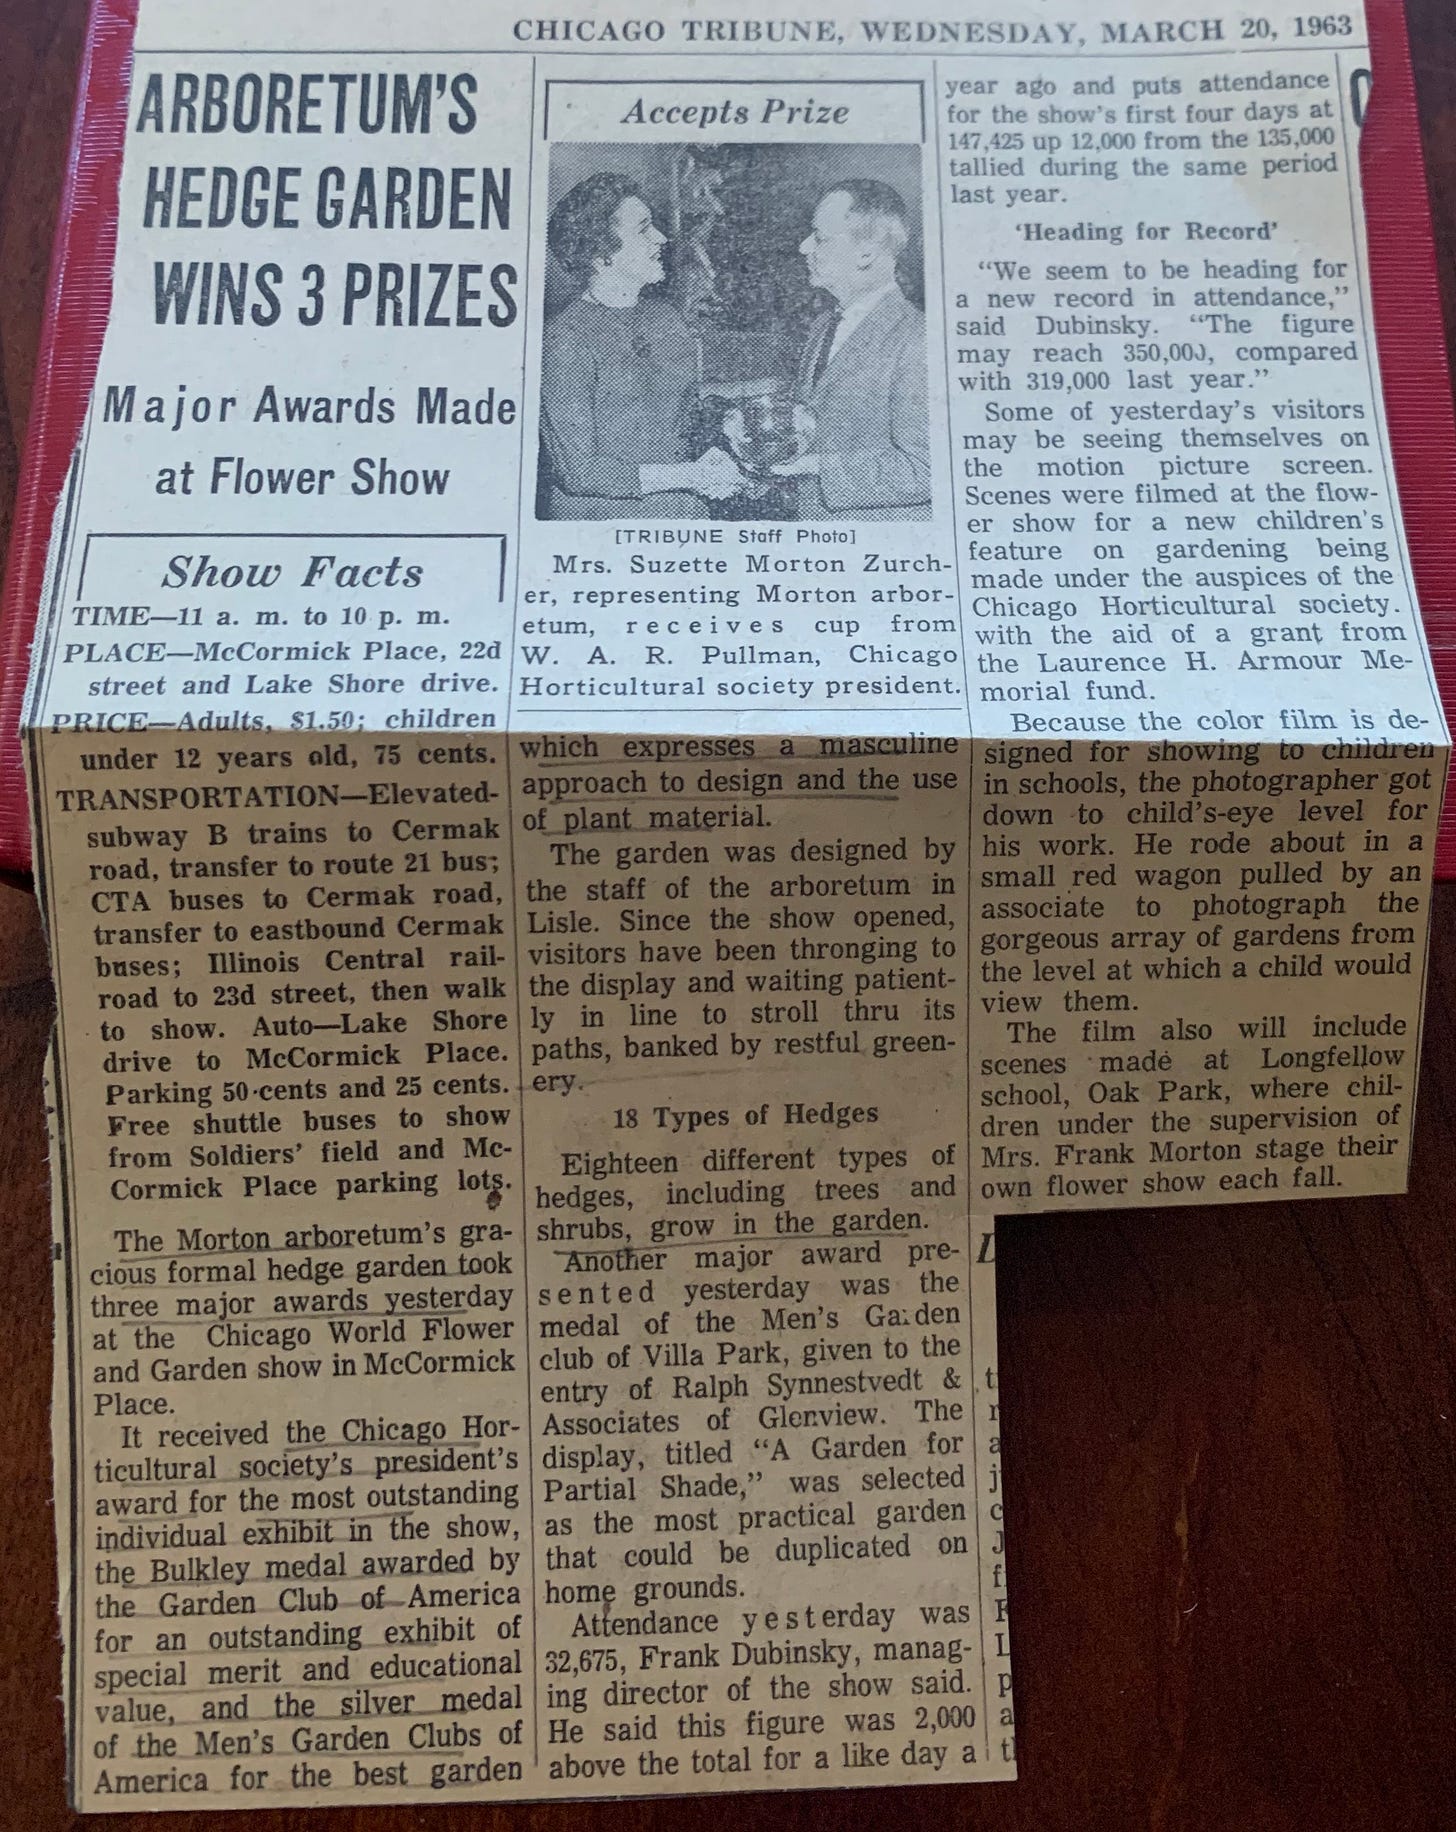 CHICAGO TRIBUNE, WEDNESDAY, MARCH 20, 1963
ARBORETUM'S
HEDGE GARDEN
WINS 3 PRIZES
Major Awards Made
at Flower Show
Show Facts
TIME—11 a. m. to 10 p. m.
PLACE—McCormick Place, 22d
street and Lake Shore drive.
PRICE—Adults, $1.50; children
under 12 years old, 75 cents.
TRANSPORTATION—Elevated-
subway B trains to Cermak
road, transfer to route 21 bus;
CTA buses to Cermak road,
transfer to eastbound Cermak
buses; Illinois Central rail-
road to 23d street, then walk
to show. Auto—Lake Shore
drive to McCormick Place.
Parking 50 cents and 25 cents.
Free shuttle buses to show
from Soldiers' field and Mc-
Cormick Place parking lots.
The Morton arboretum's gra-
cious formal hedge garden took
three major awards yesterday
at the Chicago World Flower
and Garden show in McCormick
Place.
It received the Chicago Hor-
ticultural society's president's
award for the most outstanding
individual exhibit in the show,
the Bulkley medal awarded by
the Garden Club of America
for an outstanding exhibit of
special merit and educational
value, and the silver medal
of the Men's Garden Clubs of
America for the best garden
Accepts Prize
[TRIBUNE Staff Photo]
Mrs. Suzette Morton Zurch-
er, representing Morton arbor-
etum, receives cup from
W. A. R. Pullman, Chicago
Horticultural society president.
which expresses a masculine
approach to design and the use
of plant material.
The garden was designed by
the staff of the arboretum in
Lisle. Since the show opened,
visitors have been thronging to
the display and waiting patient-
ly in line to stroll thru its
paths, banked by restful green-
ery.
18 Types of Hedges
Eighteen different types of
hedges, including trees and
shrubs, grow in the garden.
Another major award pre-
sented yesterday was the
medal of the Men's Garden
club of Villa Park, given to the
entry of Ralph Synnestvedt &
Associates of Glenview. The
display, titled "A Garden for
Partial Shade," was selected
as the most practical garden
that could be duplicated on
home grounds.
Attendance yesterday was
32,675, Frank Dubinsky, manag-
ing director of the show said.
He said this figure was 2,000
above the total for a like day a
year ago and puts attendance
for the show's first four days at
147,425 up 12,000 from the 135,000
tallied during the same period
last year.
'Heading for Record'
"We seem to be heading for
a new record in attendance,"
said Dubinsky. "The figure
may reach 350,000, compared
with 319,000 last year."
Some of yesterday's visitors
may be seeing themselves on
the motion picture screen.
Scenes were filmed at the flow-
er show for a new children's
feature on gardening being
made under the auspices of the
Chicago Horticultural society.
with the aid of a grant from
the Laurence H. Armour Me-
morial fund.
Because the color film is de-
signed for showing to children
in schools, the photographer got
down to child's-eye level for
his work. He rode about in a
small red wagon pulled by an
associate to photograph the
gorgeous array of gardens from
the level at which a child would
view them.
The film also will include
scenes made at Longfellow
school, Oak Park, where chil-
dren under the supervision of
Mrs. Frank Morton stage their
own flower show each fall.